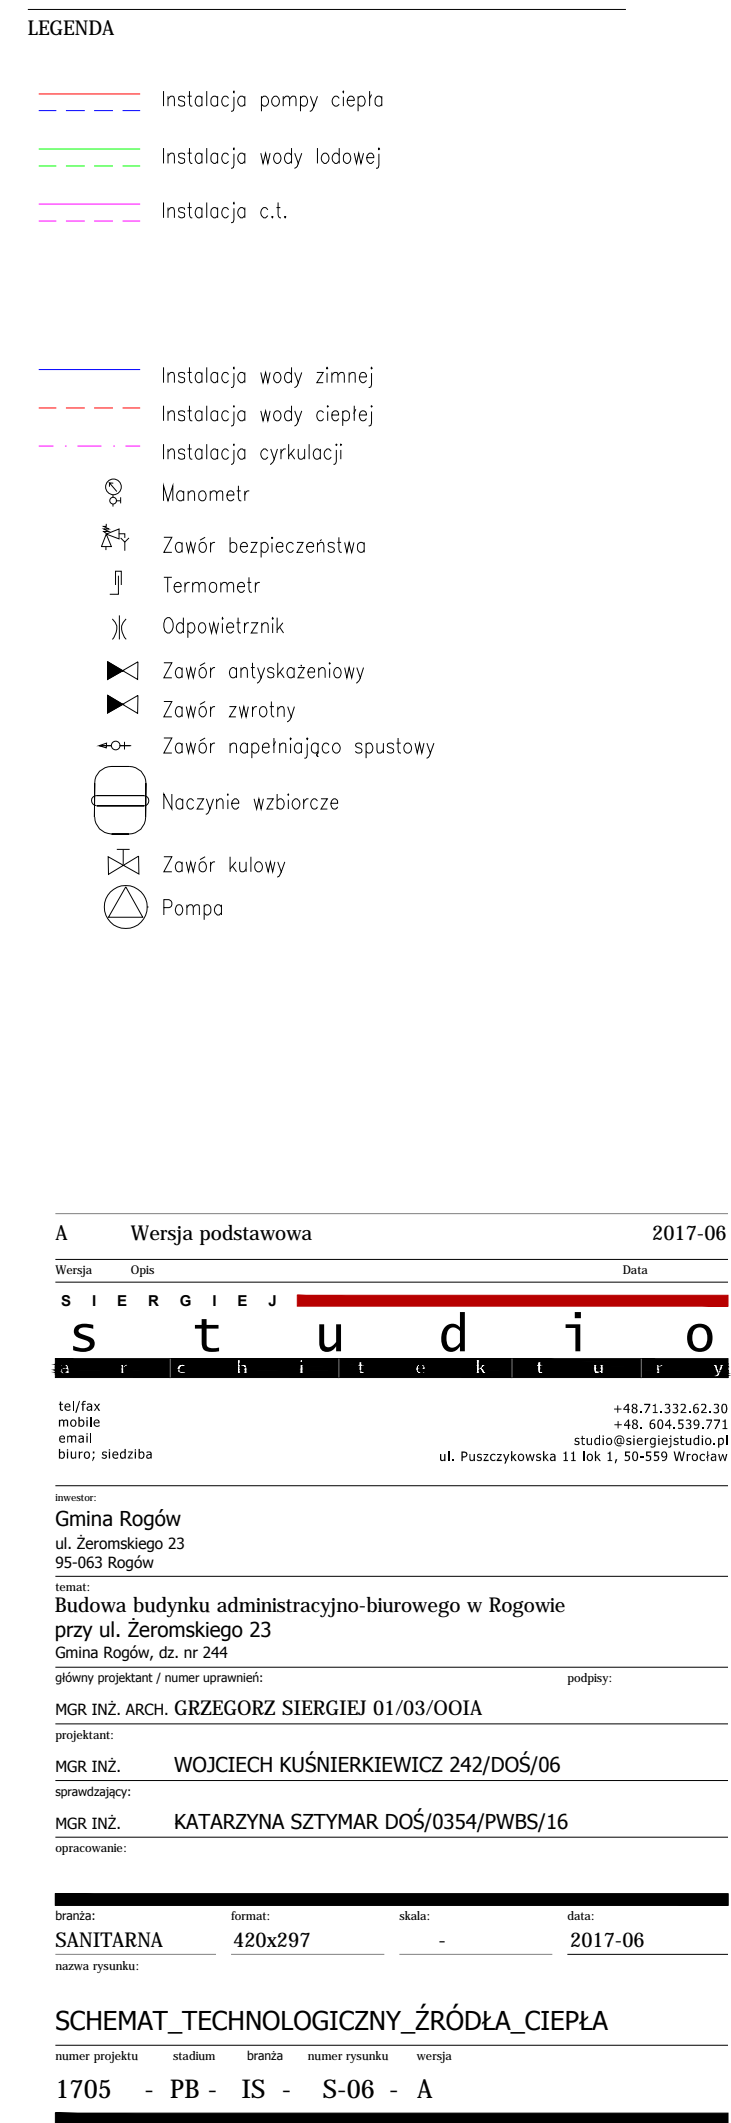 LEGENDA
Instalacja pompy ciepła
Instalacja wody lodowej
Instalacja c.t.
Instalacja wody zimnej
Instalacja wody ciepłej
Instalacja cyrkulacji
Manometr
Zawór bezpieczeństwa
Termometr
Odpowietrznik
Zawór antyskażeniowy
Zawór zwrotny
Zawór napełniająco spustowy
Naczynie wzbiorcze
Zawór kulowy
Pompa
A Wersja podstawowa 2017-06
Wersja Opis Data
SIERGIEJ
studio
architektury
tel/fax +48.71.332.62.30
mobile +48. 604.539.771
email studio@siergiejstudio.pl
biuro; siedziba ul. Puszczykowska 11 lok 1, 50-559 Wrocław
inwestor:
Gmina Rogów
ul. Żeromskiego 23
95-063 Rogów
temat:
Budowa budynku administracyjno-biurowego w Rogowie
przy ul. Żeromskiego 23
Gmina Rogów, dz. nr 244
główny projektant / numer uprawnień: podpisy:
MGR INŻ. ARCH. GRZEGORZ SIERGIEJ 01/03/OOIA
projektant:
MGR INŻ. WOJCIECH KUŚNIERKIEWICZ 242/DOŚ/06
sprawdzający:
MGR INŻ. KATARZYNA SZTYMAR DOŚ/0354/PWBS/16
opracowanie:
branża: format: skala: data:
SANITARNA 420x297 - 2017-06
nazwa rysunku:
SCHEMAT_TECHNOLOGICZNY_ŹRÓDŁA_CIEPŁA
numer projektu stadium branża numer rysunku wersja
1705 - PB - IS - S-06 - A